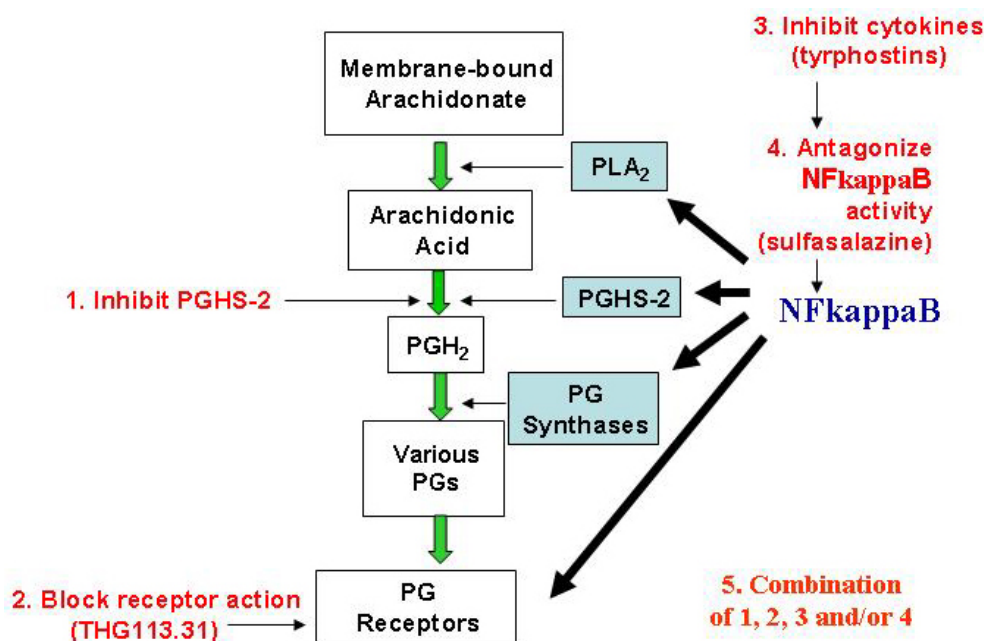 3. Inhibit cytokines
(tyrphostins)
Membrane-bound
Arachidonate
4. Antagonize
NFkappaB
activity
(sulfasalazine)
PLA₂
Arachidonic
Acid
1. Inhibit PGHS-2
PGHS-2
NFkappaB
PGH₂
PG
Synthases
Various
PGs
2. Block receptor action
(THG113.31)
PG
Receptors
5. Combination
of 1, 2, 3 and/or 4